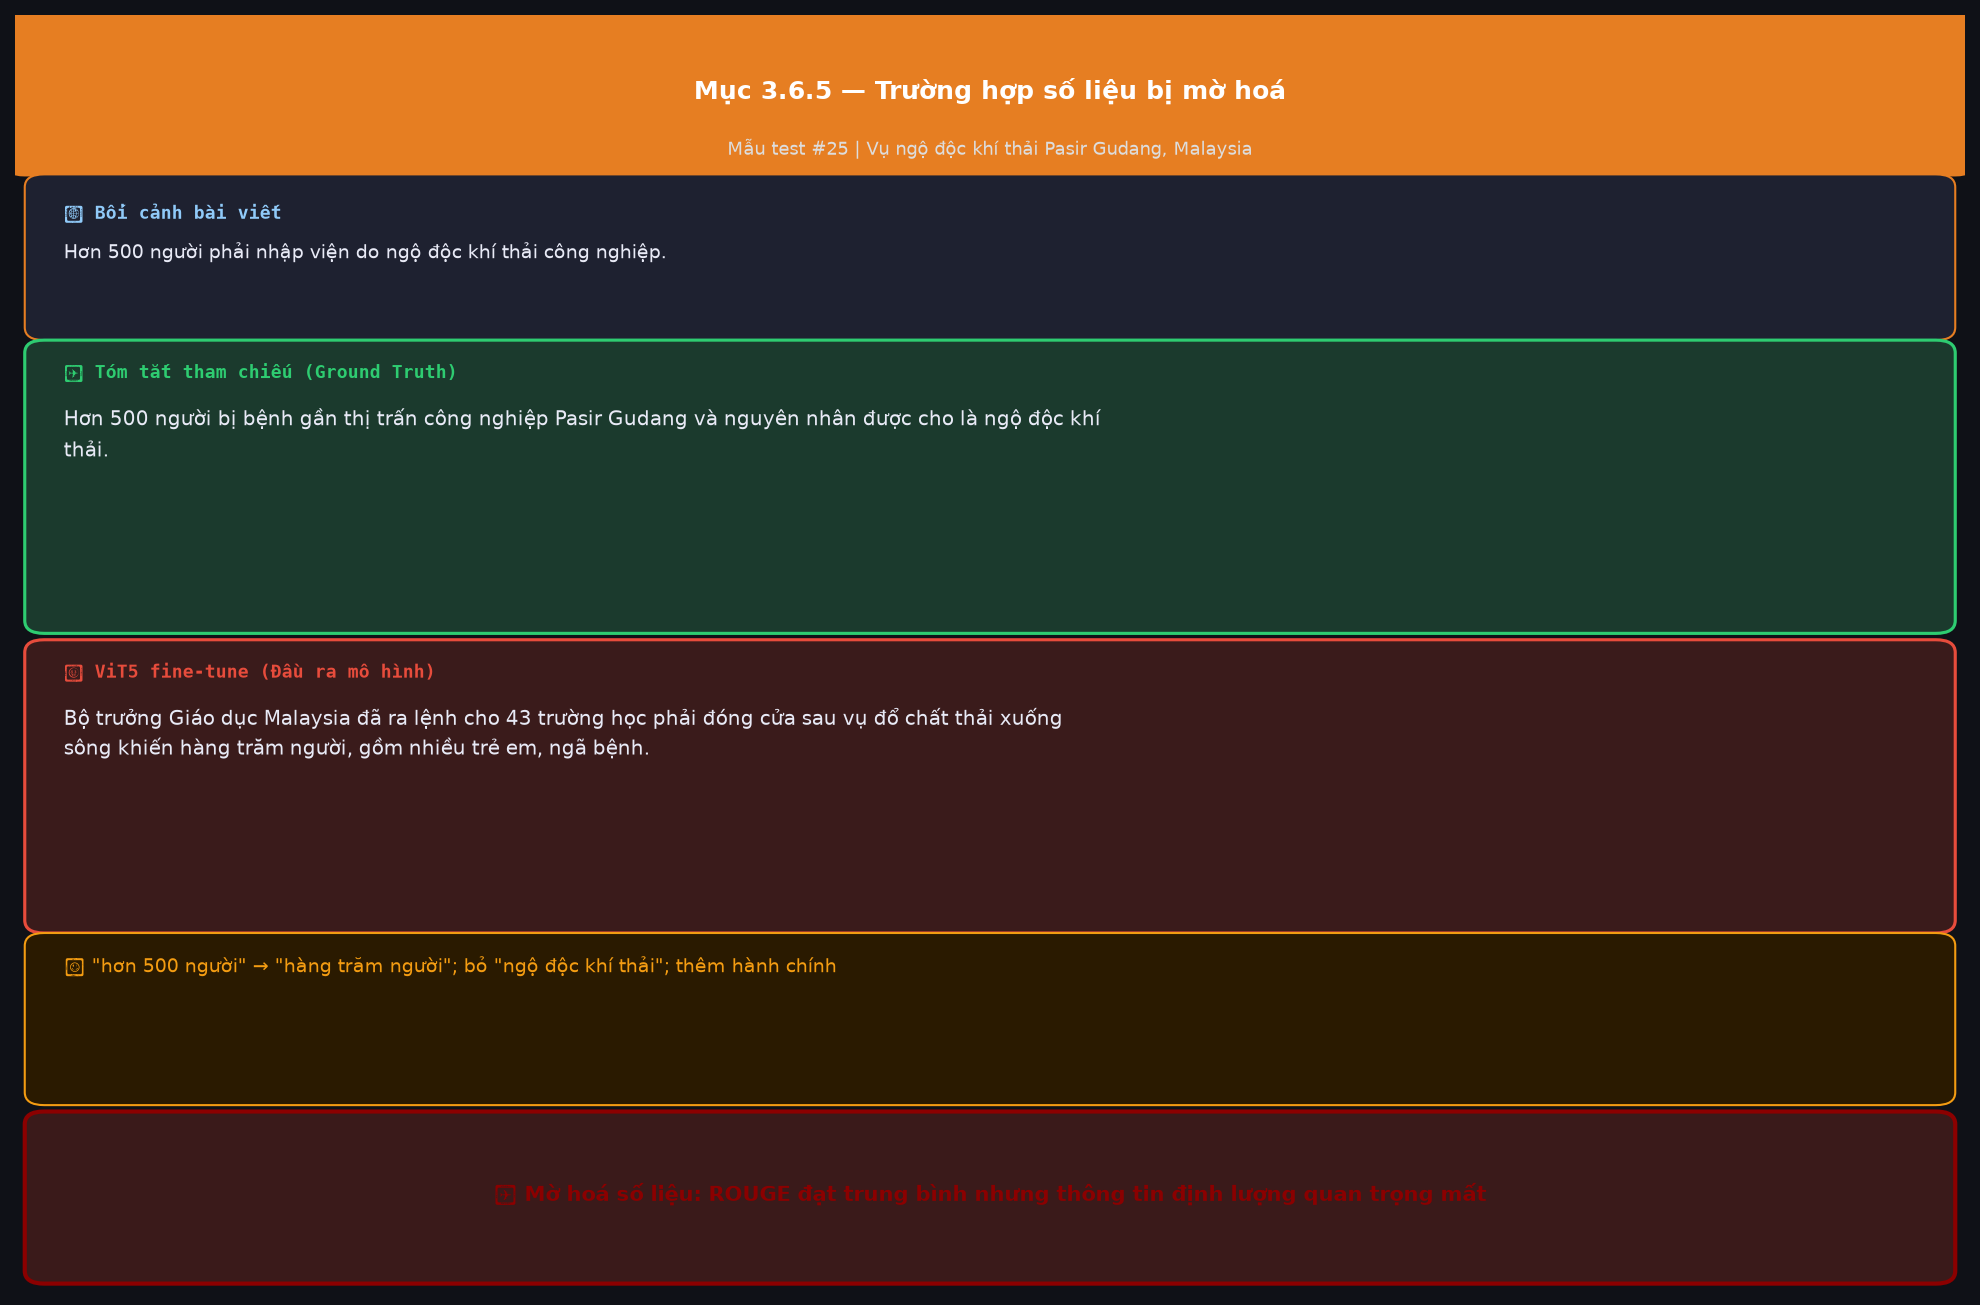 Mục 3.6.5 — Trường hợp số liệu bị mờ hoá
Mẫu test #25 | Vụ ngộ độc khí thải Pasir Gudang, Malaysia
Bối cảnh bài viết
Hơn 500 người phải nhập viện do ngộ độc khí thải công nghiệp.
Tóm tắt tham chiếu (Ground Truth)
Hơn 500 người bị bệnh gần thị trấn công nghiệp Pasir Gudang và nguyên nhân được cho là ngộ độc khí
thải.
ViT5 fine-tune (Đầu ra mô hình)
Bộ trưởng Giáo dục Malaysia đã ra lệnh cho 43 trường học phải đóng cửa sau vụ đổ chất thải xuống
sông khiến hàng trăm người, gồm nhiều trẻ em, ngã bệnh.
"hơn 500 người" → "hàng trăm người"; bỏ "ngộ độc khí thải"; thêm hành chính
Mờ hoá số liệu: ROUGE đạt trung bình nhưng thông tin định lượng quan trọng mất